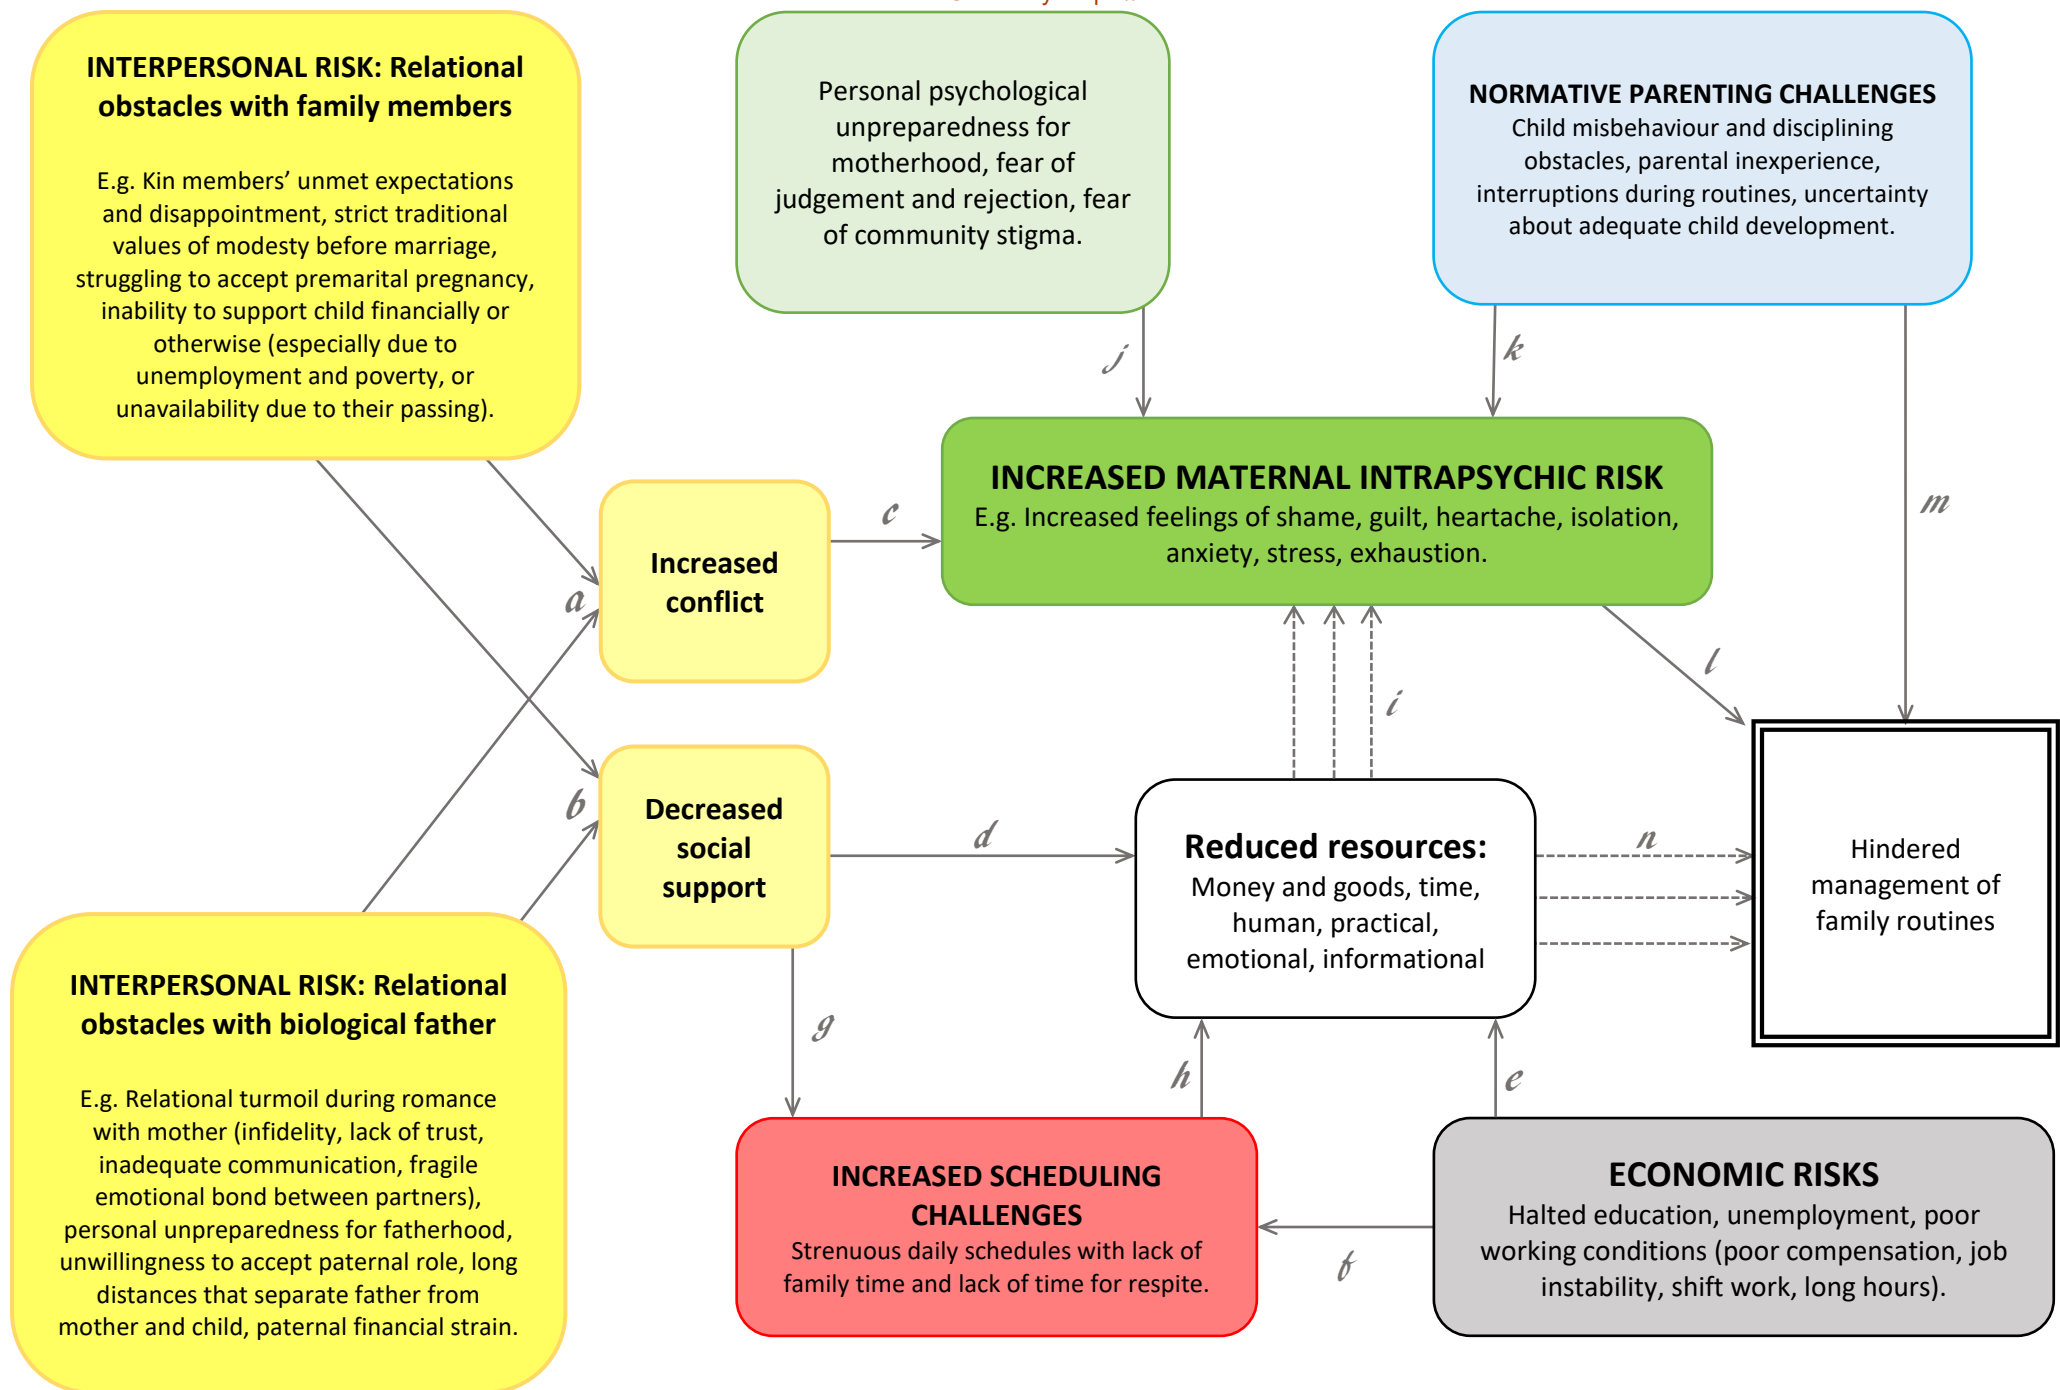 INTERPERSONAL RISK: Relational
obstacles with family members
E.g. Kin members’ unmet expectations
and disappointment, strict traditional
values of modesty before marriage,
struggling to accept premarital pregnancy,
inability to support child financially or
otherwise (especially due to
unemployment and poverty, or
unavailability due to their passing).
Personal psychological
unpreparedness for
motherhood, fear of
judgement and rejection, fear
of community stigma.
NORMATIVE PARENTING CHALLENGES
Child misbehaviour and disciplining
obstacles, parental inexperience,
interruptions during routines, uncertainty
about adequate child development.
j
k
m
INCREASED MATERNAL INTRAPSYCHIC RISK
E.g. Increased feelings of shame, guilt, heartache, isolation,
anxiety, stress, exhaustion.
c
a
Increased
conflict
l
i
b
Decreased
social
support
d
Reduced resources:
Money and goods, time,
human, practical,
emotional, informational
n
Hindered
management of
family routines
INTERPERSONAL RISK: Relational
obstacles with biological father
E.g. Relational turmoil during romance
with mother (infidelity, lack of trust,
inadequate communication, fragile
emotional bond between partners),
personal unpreparedness for fatherhood,
unwillingness to accept paternal role, long
distances that separate father from
mother and child, paternal financial strain.
g
h
e
INCREASED SCHEDULING
CHALLENGES
Strenuous daily schedules with lack of
family time and lack of time for respite.
f
ECONOMIC RISKS
Halted education, unemployment, poor
working conditions (poor compensation, job
instability, shift work, long hours).